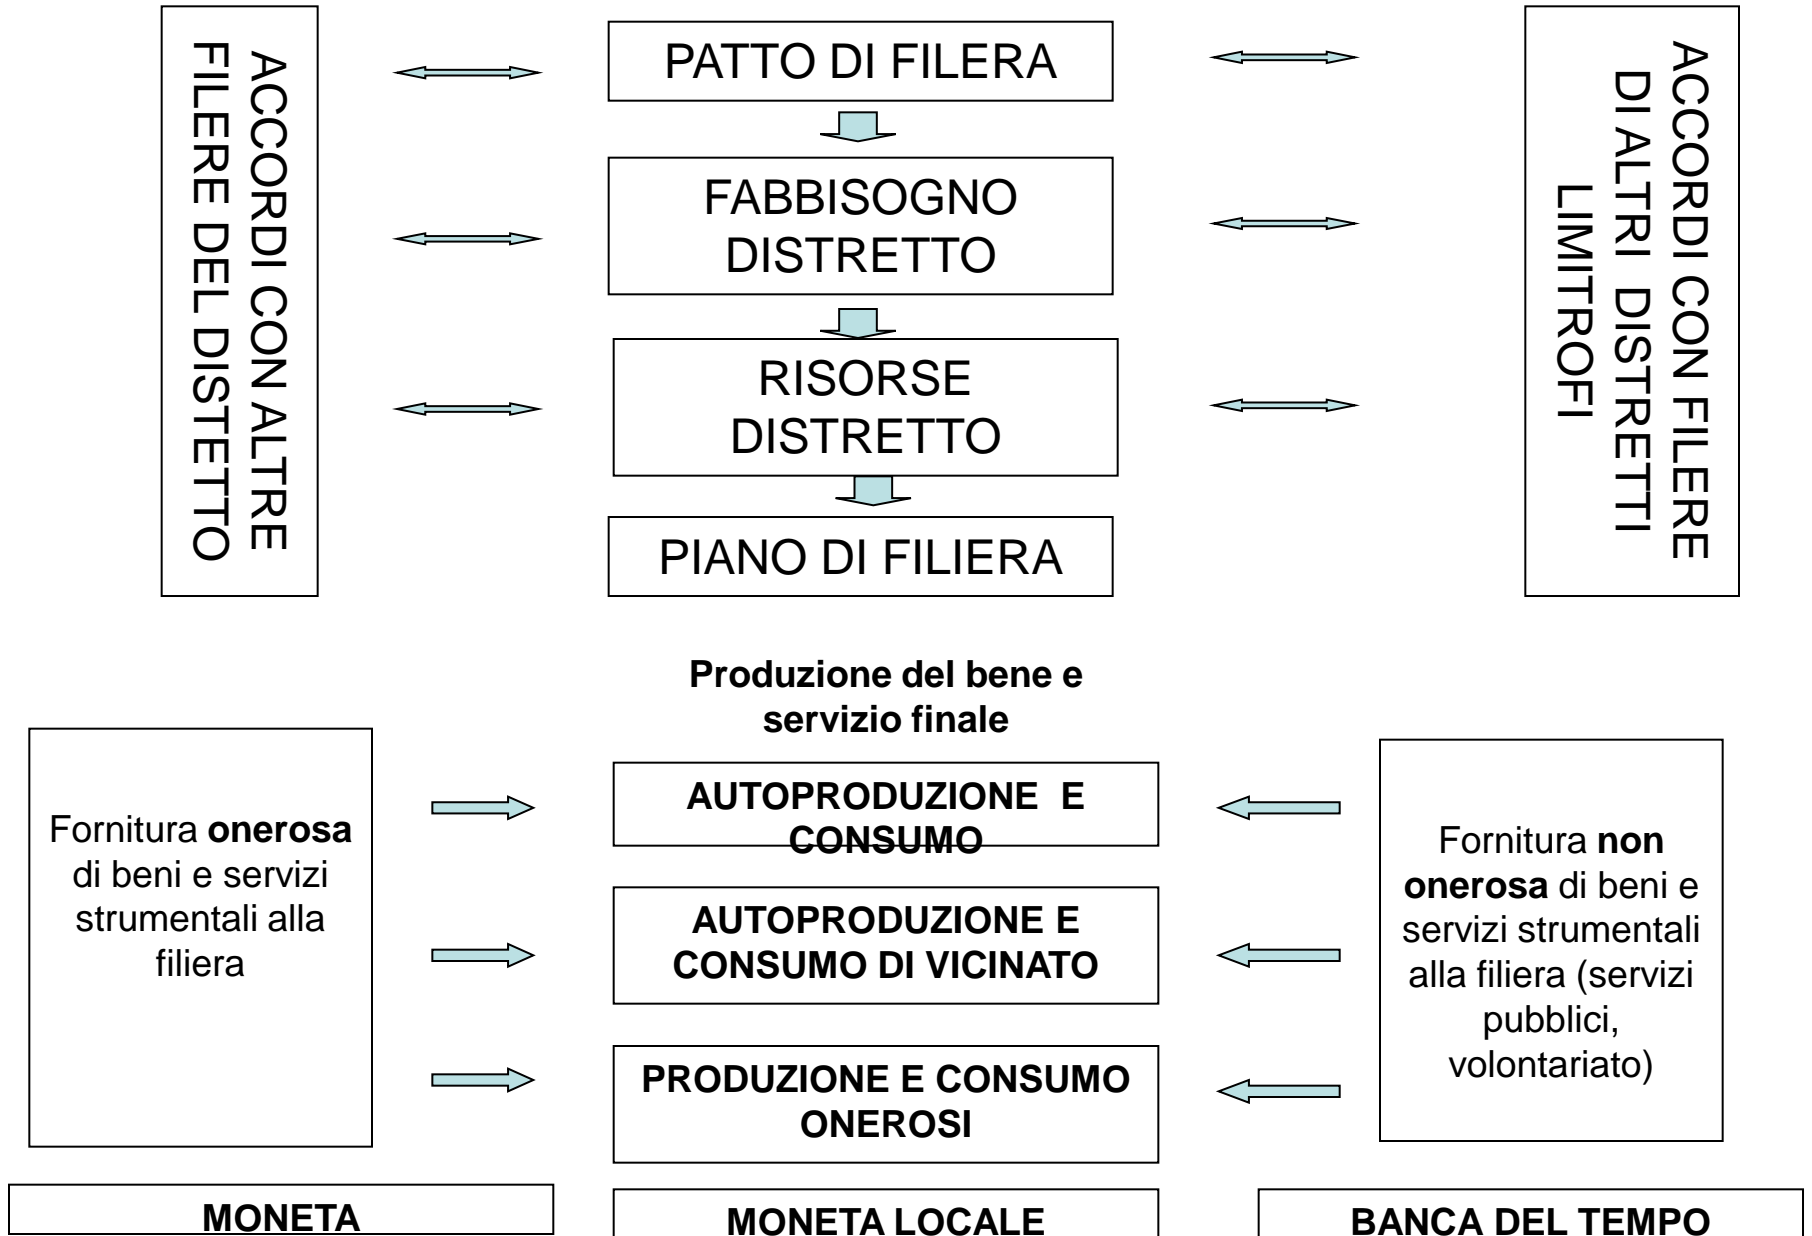 ACCORDI CON ALTRE
FILERE DEL DISTETTO
PATTO DI FILERA
FABBISOGNO
DISTRETTO
RISORSE
DISTRETTO
PIANO DI FILIERA
ACCORDI CON FILERE
DI ALTRI DISTRETTI
LIMITROFI
Produzione del bene e
servizio finale
Fornitura onerosa
di beni e servizi
strumentali alla
filiera
AUTOPRODUZIONE E
CONSUMO
AUTOPRODUZIONE E
CONSUMO DI VICINATO
PRODUZIONE E CONSUMO
ONEROSI
Fornitura non
onerosa di beni e
servizi strumentali
alla filiera (servizi
pubblici,
volontariato)
MONETA
MONETA LOCALE
BANCA DEL TEMPO